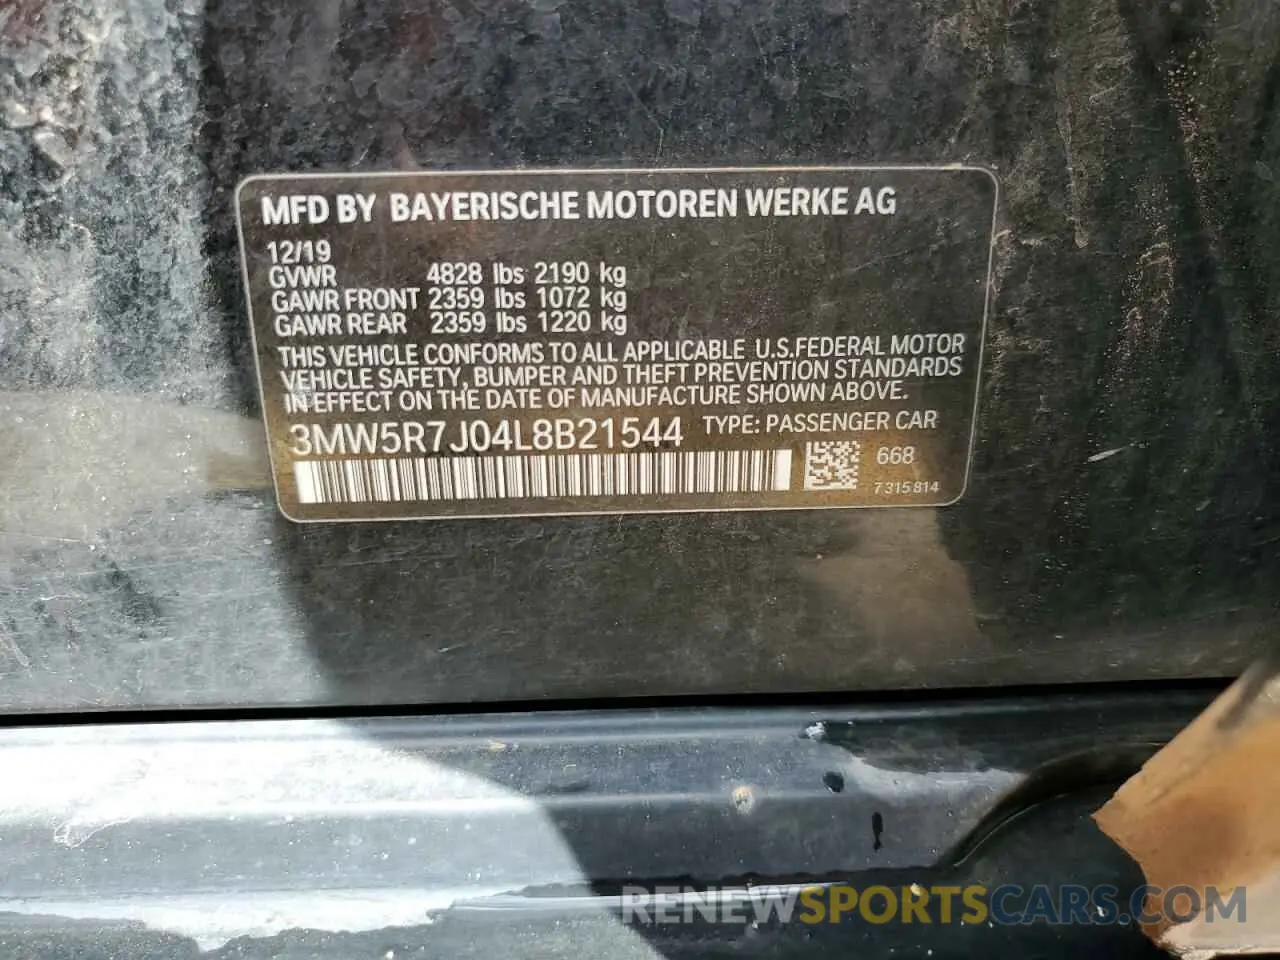 MFD BY BAYERISCHE MOTOREN WERKE AG
12/19
GVWR 4828 lbs 2190 kg
GAWR FRONT 2359 lbs 1072 kg
GAWR REAR 2359 lbs 1220 kg
THIS VEHICLE CONFORMS TO ALL APPLICABLE U.S.FEDERAL MOTOR
VEHICLE SAFETY, BUMPER AND THEFT PREVENTION STANDARDS
IN EFFECT ON THE DATE OF MANUFACTURE SHOWN ABOVE.
3MW5R7J04L8B21544 TYPE: PASSENGER CAR
668
7315814
RENEWSPORTSCARS.COM